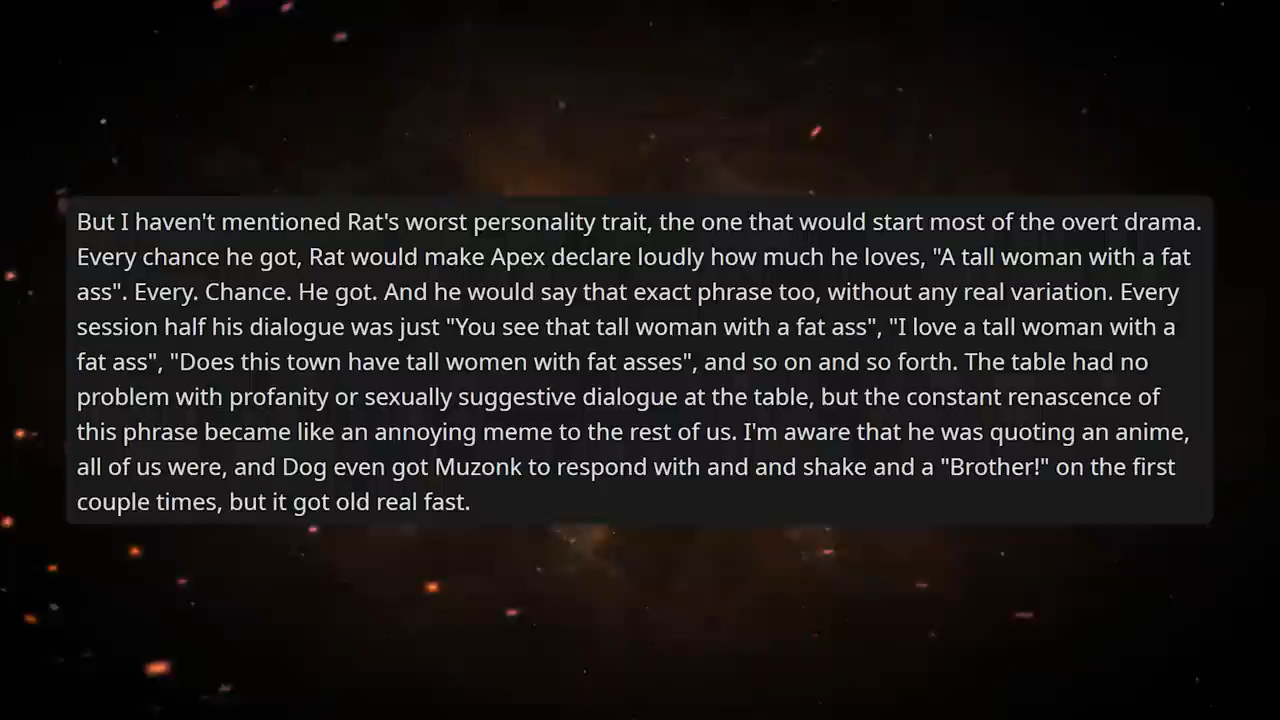 But I haven't mentioned Rat's worst personality trait, the one that would start most of the overt drama.
Every chance he got, Rat would make Apex declare loudly how much he loves, "A tall woman with a fat
ass". Every. Chance. He got. And he would say that exact phrase too, without any real variation. Every
session half his dialogue was just "You see that tall woman with a fat ass", "I love a tall woman with a
fat ass", "Does this town have tall women with fat asses", and so on and so forth. The table had no
problem with profanity or sexually suggestive dialogue at the table, but the constant renascence of
this phrase became like an annoying meme to the rest of us. I'm aware that he was quoting an anime,
all of us were, and Dog even got Muzonk to respond with and and shake and a "Brother!" on the first
couple times, but it got old real fast.